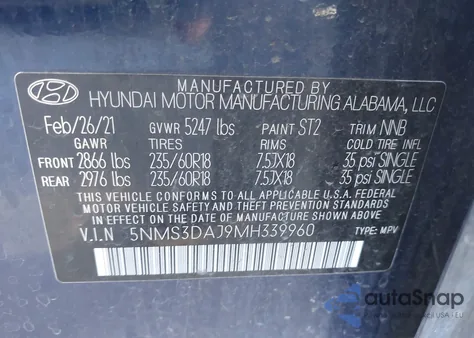 MANUFACTURED BY
HYUNDAI MOTOR MANUFACTURING ALABAMA, LLC
Feb/26/21 GVWR 5247 lbs PAINT ST2 TRIM NNB
GAWR TIRES RIMS COLD TIRE INFL
FRONT 2866 lbs 235/60R18 7.5JX18 35 psi SINGLE
REAR 2976 lbs 235/60R18 7.5JX18 35 psi SINGLE
THIS VEHICLE CONFORMS TO ALL APPLICABLE U.S.A. FEDERAL
MOTOR VEHICLE SAFETY AND THEFT PREVENTION STANDARDS
IN EFFECT ON THE DATE OF MANUFACTURE SHOWN ABOVE.
V.I.N 5NMS3DAJ9MH339960 TYPE: MPV
autoSnap